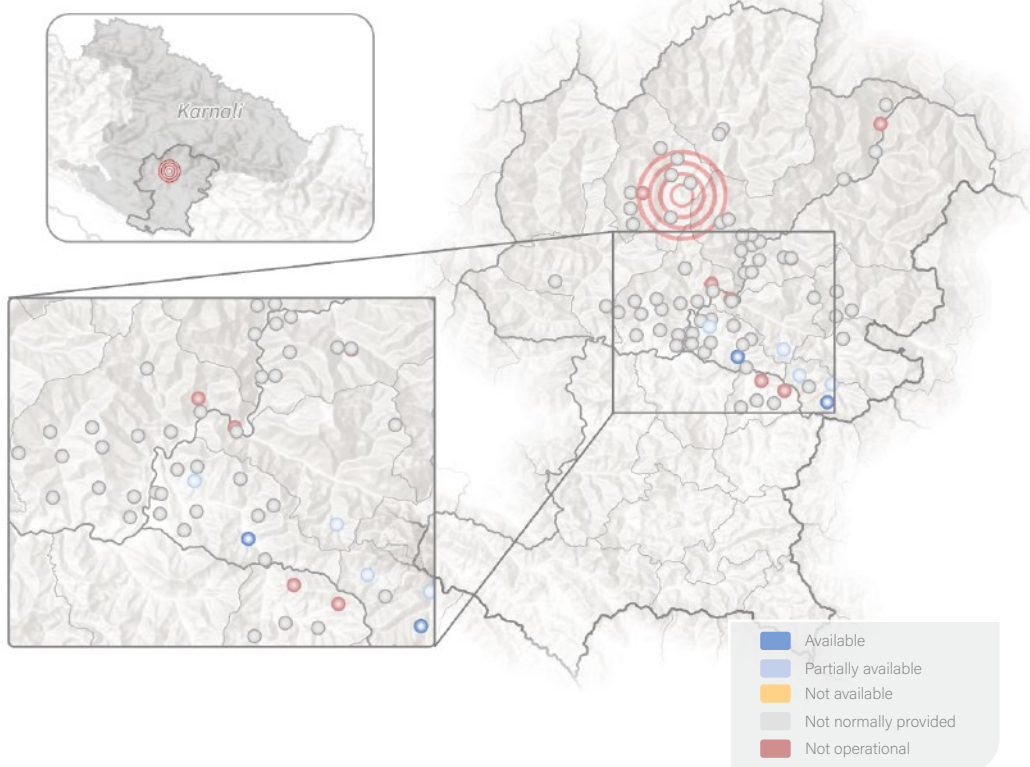 Karnali
Available
Partially available
Not available
Not normally provided
Not operational